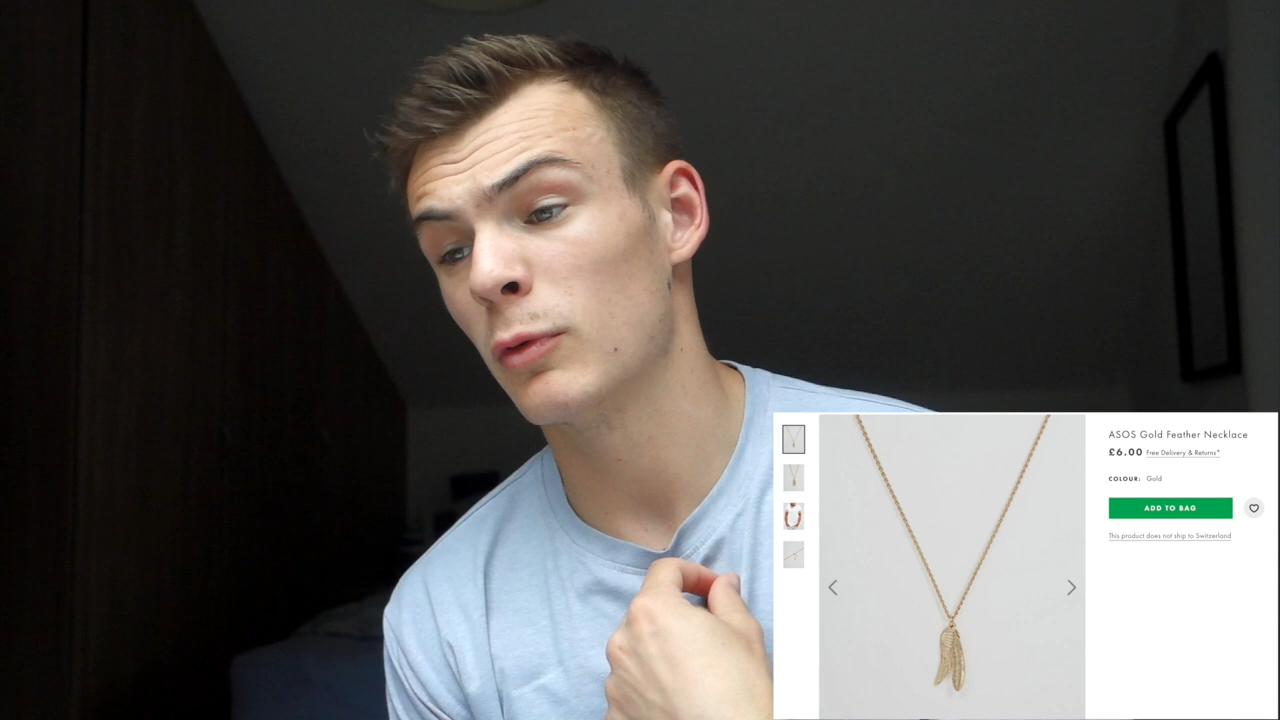 ASOS Gold Feather Necklace
£6.00 Free Delivery & Returns*
COLOUR: Gold
ADD TO BAG
This product does not ship to Switzerland